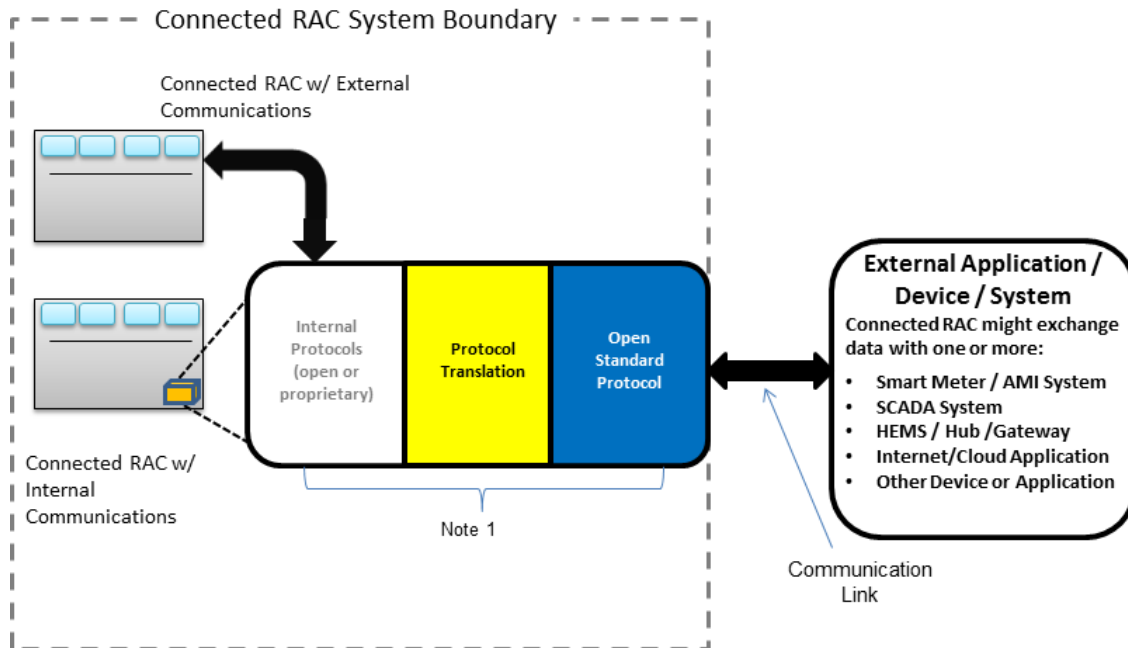 Connected RAC System Boundary
Connected RAC w/ External
Communications
Connected RAC w/
Internal
Communications
Internal
Protocols
(open or
proprietary)
Protocol
Translation
Open
Standard
Protocol
Note 1
External Application /
Device / System
Connected RAC might exchange
data with one or more:
• Smart Meter / AMI System
• SCADA System
• HEMS / Hub /Gateway
• Internet/Cloud Application
• Other Device or Application
Communication
Link